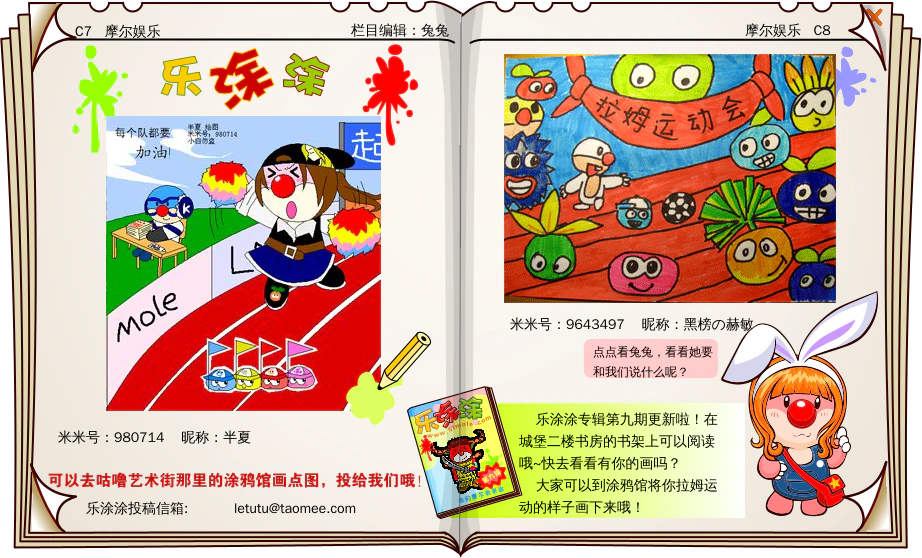 C7 摩尔娱乐
栏目编辑：兔兔
乐涂涂
每个队都要
加油!
半夏 绘图
米米号：980714
小白勿盗
起
k
L
Mole
米米号：980714 昵称：半夏
可以去咕噜艺术街那里的涂鸦馆画点图，投给我们哦!
乐涂涂投稿信箱: letutu@taomee.com
摩尔娱乐 C8
拉姆运动会
米米号：9643497 昵称：黑榜の赫敏
点点看兔兔，看看她要
和我们说什么呢？
乐涂涂
乐涂涂专辑第九期更新啦！在
城堡二楼书房的书架上可以阅读
哦~快去看看有你的画吗？
大家可以到涂鸦馆将你拉姆运
动的样子画下来哦！